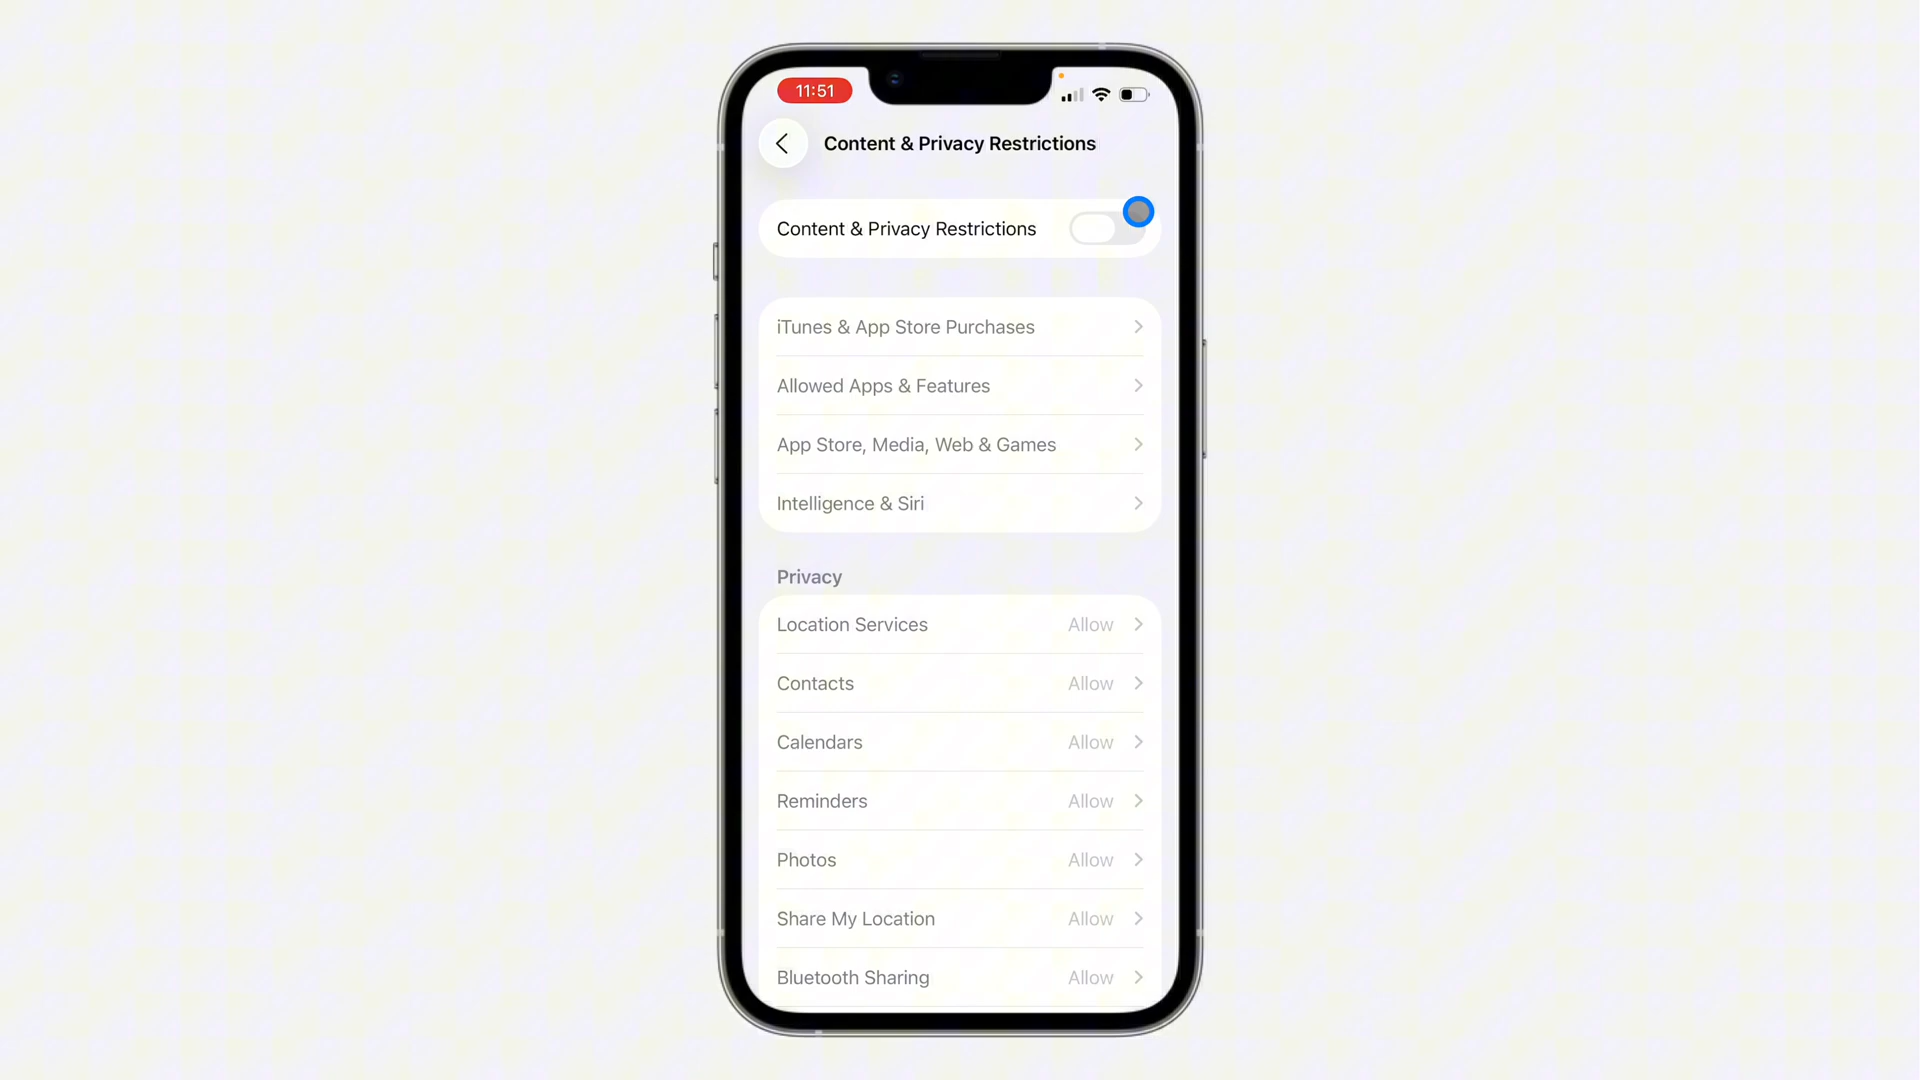 11:51
Content & Privacy Restrictions
Content & Privacy Restrictions
iTunes & App Store Purchases
Allowed Apps & Features
App Store, Media, Web & Games
Intelligence & Siri
Privacy
Location Services Allow
Contacts Allow
Calendars Allow
Reminders Allow
Photos Allow
Share My Location Allow
Bluetooth Sharing Allow